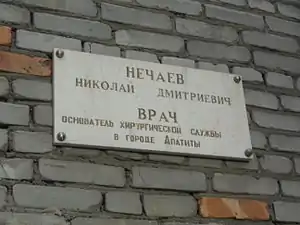 НЕЧАЕВ
НИКОЛАЙ ДМИТРИЕВИЧ
ВРАЧ
ОСНОВАТЕЛЬ ХИРУРГИЧЕСКОЙ СЛУЖБЫ
В ГОРОДЕ АПАТИТЫ